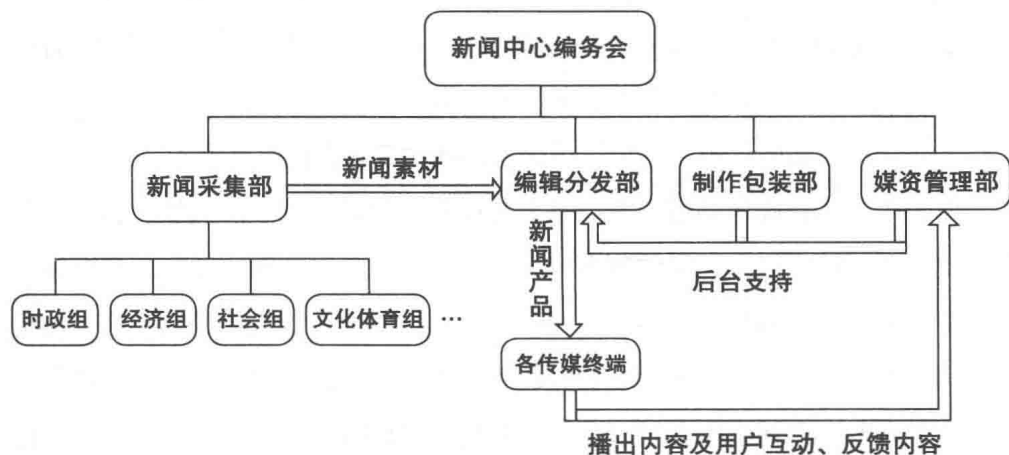 新闻中心编务会
新闻采集部
新闻素材
编辑分发部
制作包装部
媒资管理部
新闻产品
后台支持
时政组
经济组
社会组
文化体育组
…
各传媒终端
播出内容及用户互动、反馈内容